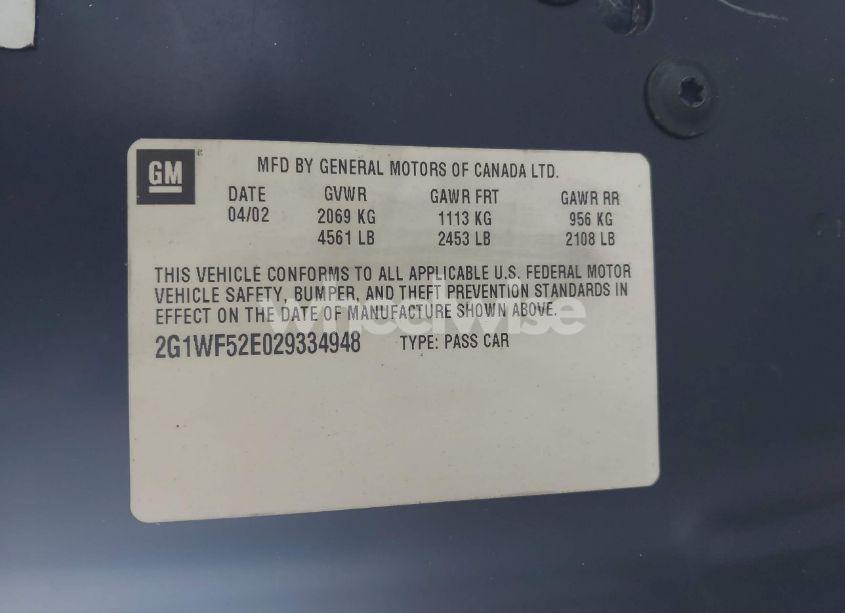 GM
MFD BY GENERAL MOTORS OF CANADA LTD.
DATE GVWR GAWR FRT GAWR RR
04/02 2069 KG 1113 KG 956 KG
4561 LB 2453 LB 2108 LB
THIS VEHICLE CONFORMS TO ALL APPLICABLE U.S. FEDERAL MOTOR
VEHICLE SAFETY, BUMPER, AND THEFT PREVENTION STANDARDS IN
EFFECT ON THE DATE OF MANUFACTURE SHOWN ABOVE.
wheelwise
2G1WF52E029334948 TYPE: PASS CAR